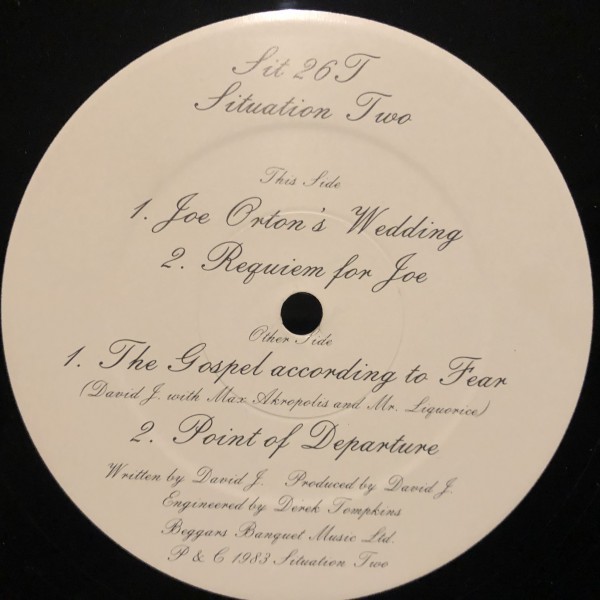 Sit 26T
Situation Two
This Side
1. Joe Orton's Wedding
2. Requiem for Joe
Other Side
1. The Gospel according to Fear
(David J. with Max Akropolis and Mr. Liquorice)
2. Point of Departure
Written by David J. Produced by David J.
Engineered by Derek Tompkins
Beggars Banquet Music Ltd.
P & C 1983 Situation Two